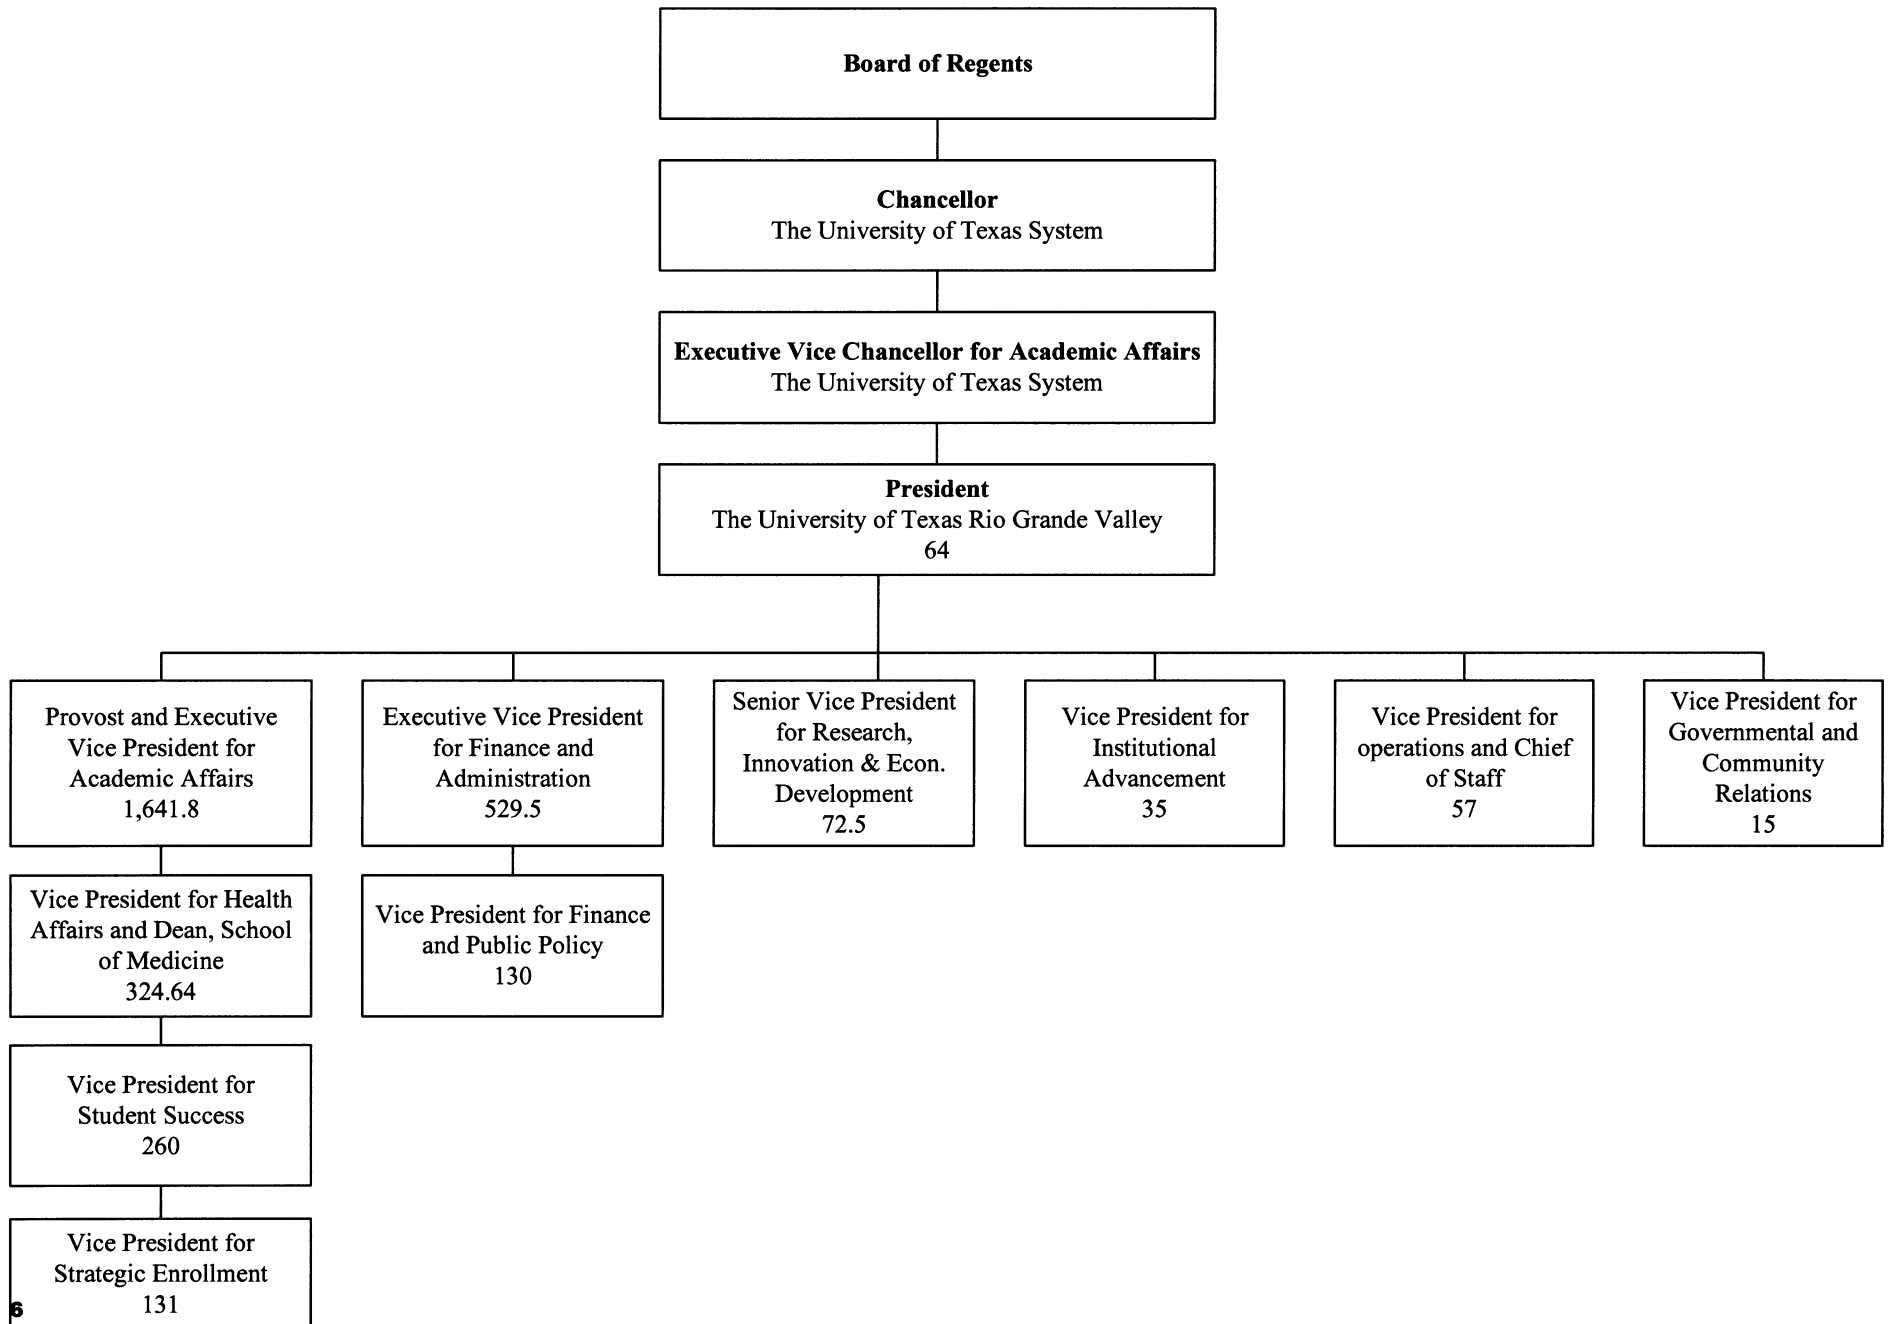 Board of Regents
Chancellor
The University of Texas System
Executive Vice Chancellor for Academic Affairs
The University of Texas System
President
The University of Texas Rio Grande Valley
64
Provost and Executive
Vice President for
Academic Affairs
1,641.8
Executive Vice President
for Finance and
Administration
529.5
Senior Vice President
for Research,
Innovation & Econ.
Development
72.5
Vice President for
Institutional
Advancement
35
Vice President for
operations and Chief
of Staff
57
Vice President for
Governmental and
Community
Relations
15
Vice President for Health
Affairs and Dean, School
of Medicine
324.64
Vice President for Finance
and Public Policy
130
Vice President for
Student Success
260
Vice President for
Strategic Enrollment
131
6